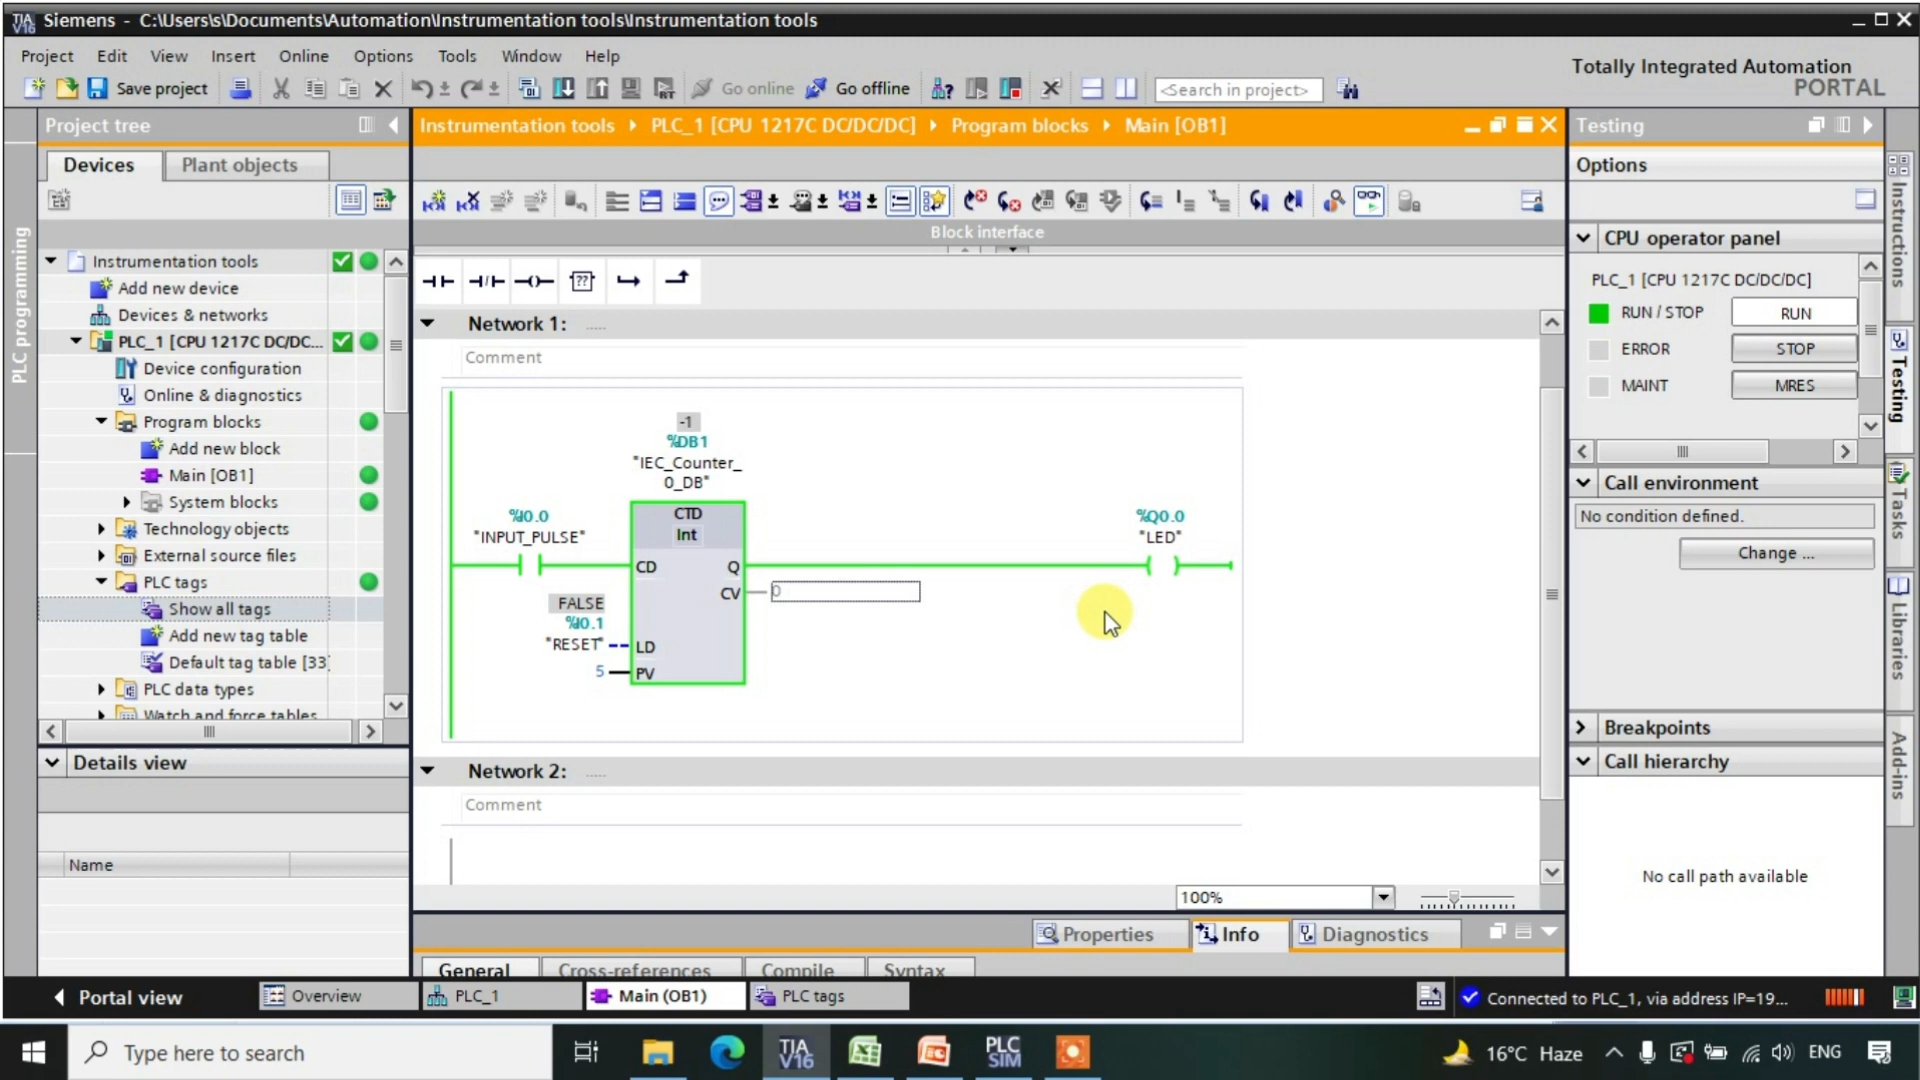 TIA
V16
Siemens - C:\Users\s\Documents\Automation\Instrumentation tools\Instrumentation tools
Project Edit View Insert Online Options Tools Window Help
Totally Integrated Automation
PORTAL
Save project
Go online
Go offline
<Search in project>
Project tree
Instrumentation tools
PLC_1 [CPU 1217C DC/DC/DC]
Program blocks
Main [OB1]
Testing
Devices
Plant objects
Options
Block interface
PLC programming
Instrumentation tools
Add new device
Devices & networks
PLC_1 [CPU 1217C DC/DC...
Device configuration
Online & diagnostics
Program blocks
Add new block
Main [OB1]
System blocks
Technology objects
External source files
PLC tags
Show all tags
Add new tag table
Default tag table [33]
PLC data types
Watch and force tables
Details view
Name
??
Network 1: .....
Comment
-1
%DB1
"IEC_Counter_
0_DB"
%I0.0
"INPUT_PULSE"
CTD
Int
CD
Q
CV
0
FALSE
%I0.1
"RESET"
LD
5
PV
%Q0.0
"LED"
Network 2: .....
Comment
100%
Properties
Info
Diagnostics
General
Cross-references
Compile
Syntax
CPU operator panel
PLC_1 [CPU 1217C DC/DC/DC]
RUN / STOP
RUN
ERROR
STOP
MAINT
MRES
Call environment
No condition defined.
Change ...
Breakpoints
Call hierarchy
No call path available
Instructions
Testing
Tasks
Libraries
Add-ins
Portal view
Overview
PLC_1
Main (OB1)
PLC tags
Connected to PLC_1, via address IP=19...
Type here to search
TIA
V16
PLC
SIM
16°C Haze
ENG